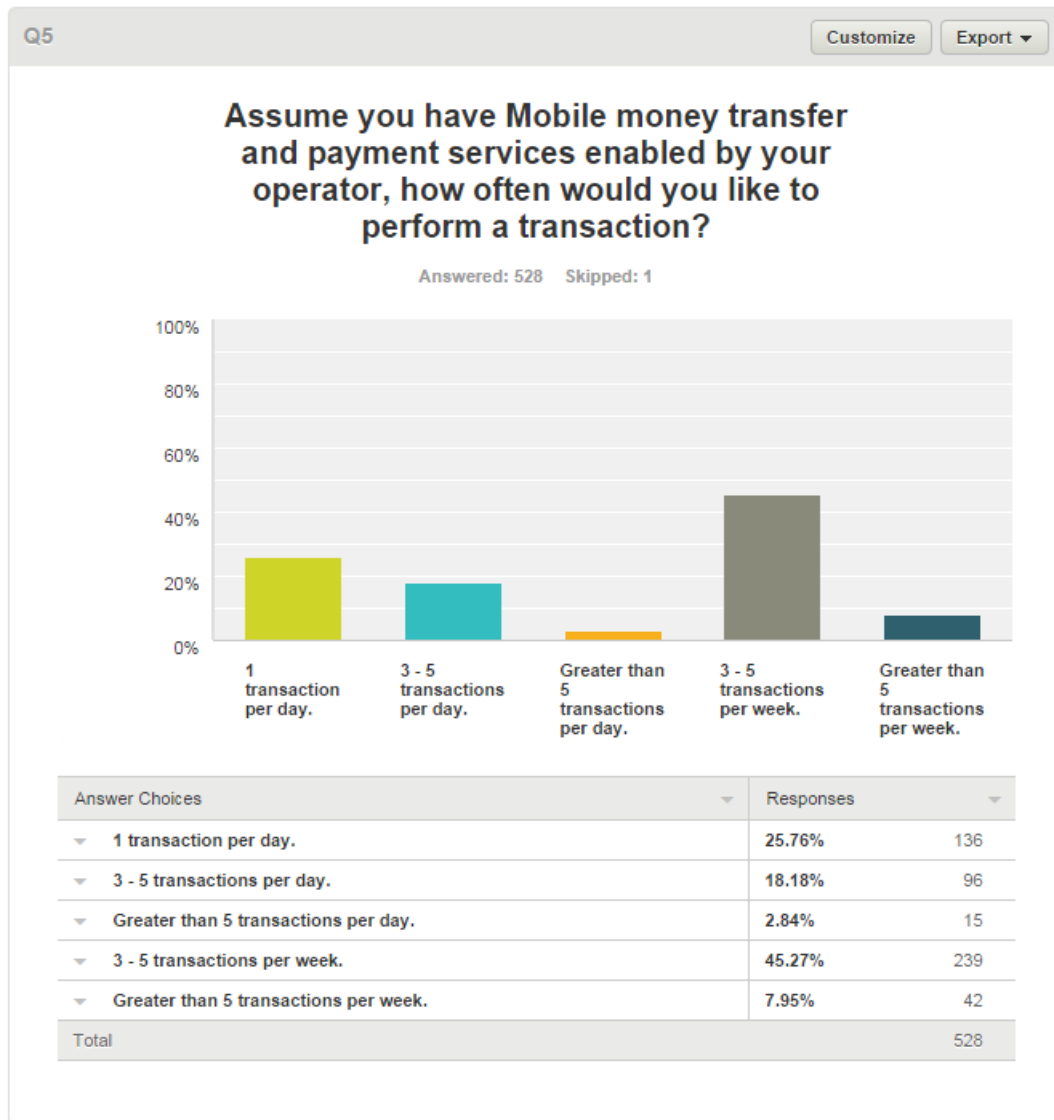 Q5
Customize
Export
Assume you have Mobile money transfer
and payment services enabled by your
operator, how often would you like to
perform a transaction?
Answered: 528 Skipped: 1
100%
80%
60%
40%
20%
0%
1
transaction
per day.
3 - 5
transactions
per day.
Greater than
5
transactions
per day.
3 - 5
transactions
per week.
Greater than
5
transactions
per week.
Answer Choices Responses
1 transaction per day. 25.76% 136
3 - 5 transactions per day. 18.18% 96
Greater than 5 transactions per day. 2.84% 15
3 - 5 transactions per week. 45.27% 239
Greater than 5 transactions per week. 7.95% 42
Total 528